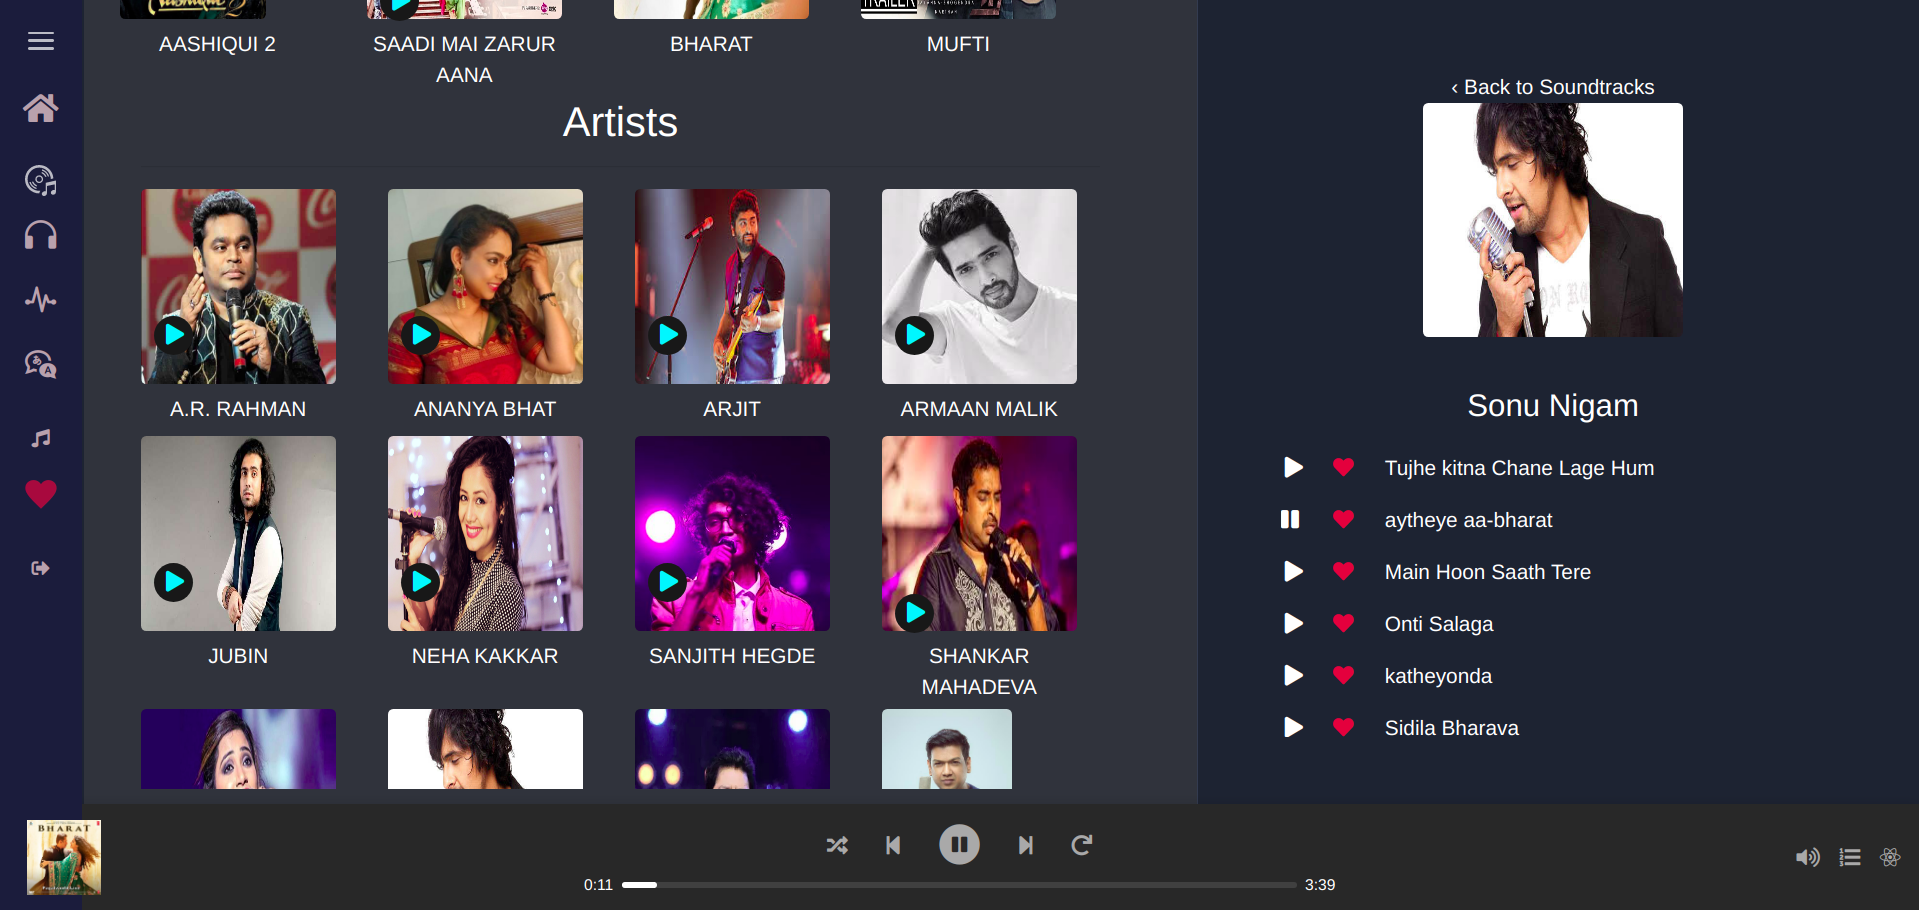 AASHIQUI 2
SAADI MAI ZARUR
AANA
BHARAT
TRAILER
MUFTI
Artists
A.R. RAHMAN
ANANYA BHAT
ARJIT
ARMAAN MALIK
JUBIN
NEHA KAKKAR
SANJITH HEGDE
SHANKAR
MAHADEVA
‹ Back to Soundtracks
Sonu Nigam
Tujhe kitna Chane Lage Hum
aytheye aa-bharat
Main Hoon Saath Tere
Onti Salaga
katheyonda
Sidila Bharava
BHARAT
0:11
3:39